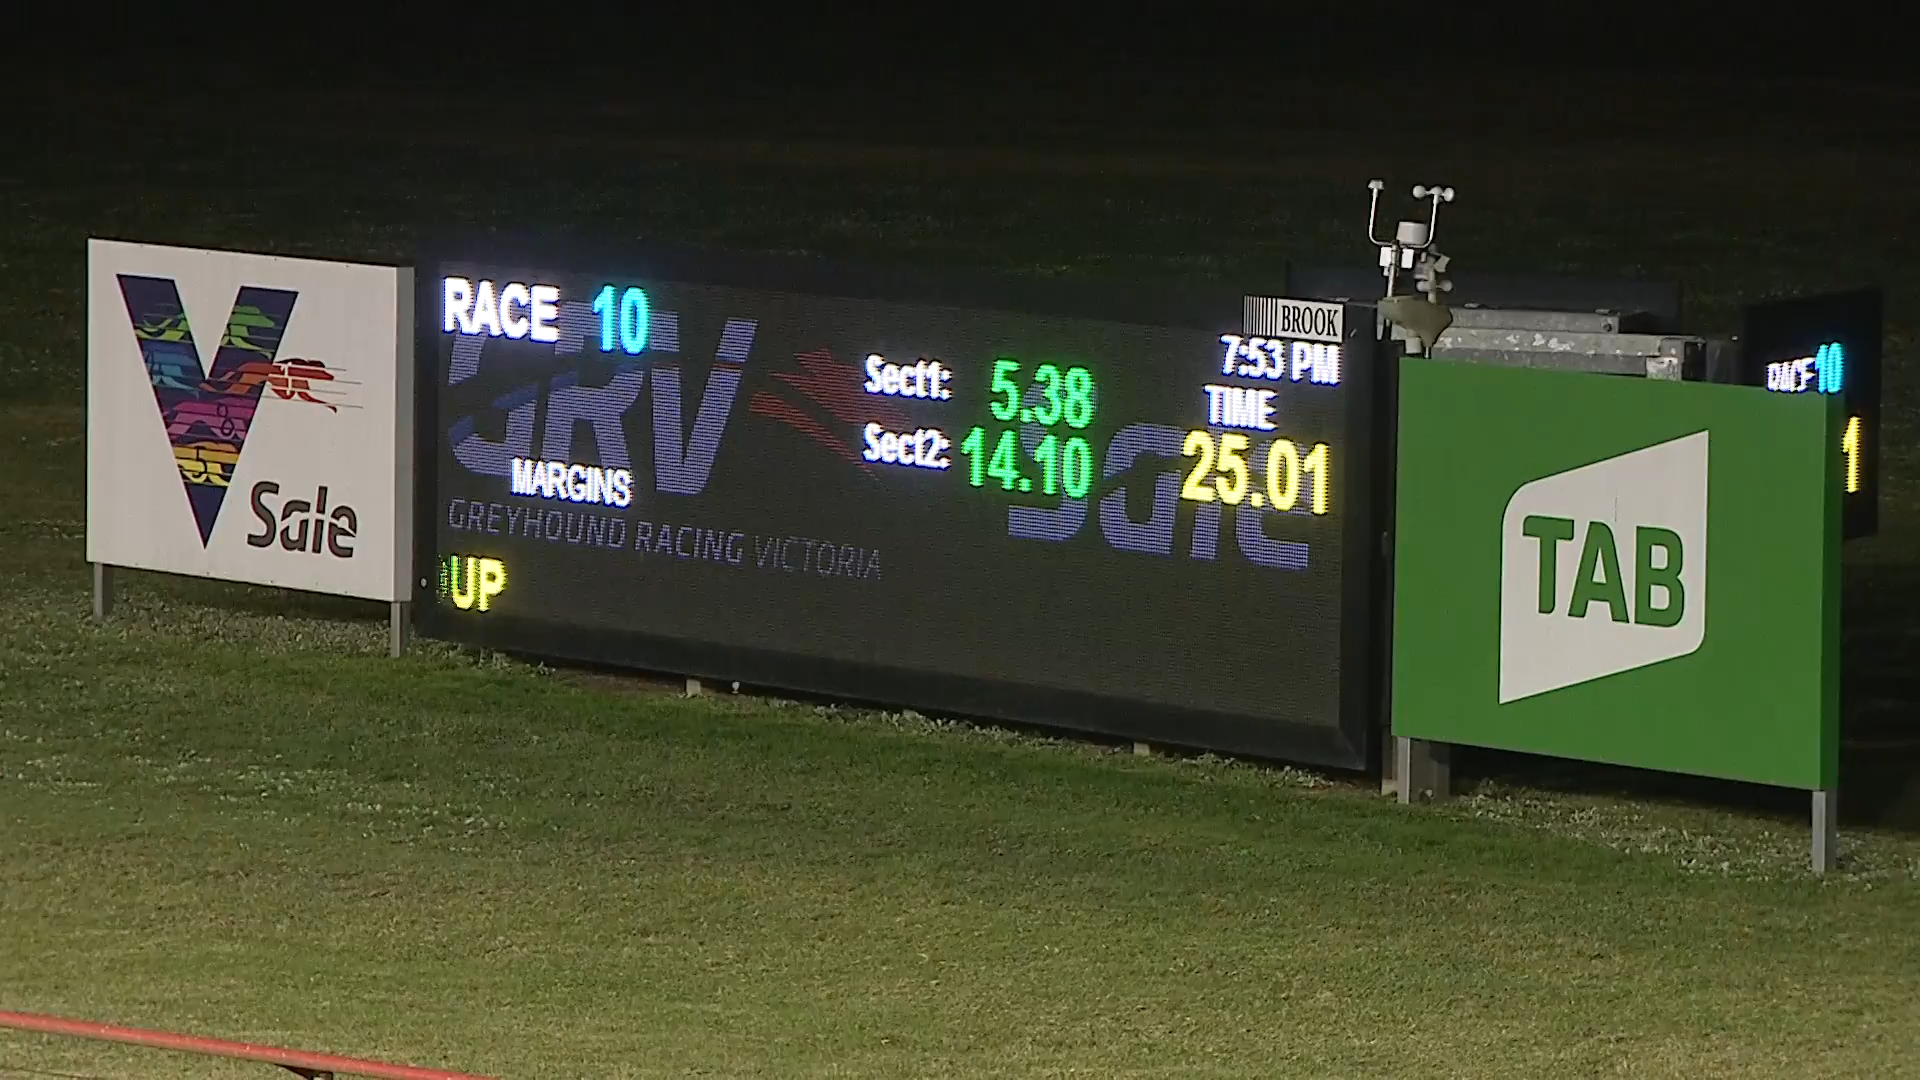 V
Sale
RACE 10
GRV
MARGINS
GREYHOUND RACING VICTORIA
UP
Sect1: 5.38
Sect2: 14.10
Sale
BROOK
7:53 PM
TIME
25.01
TAB
RACE 10
1